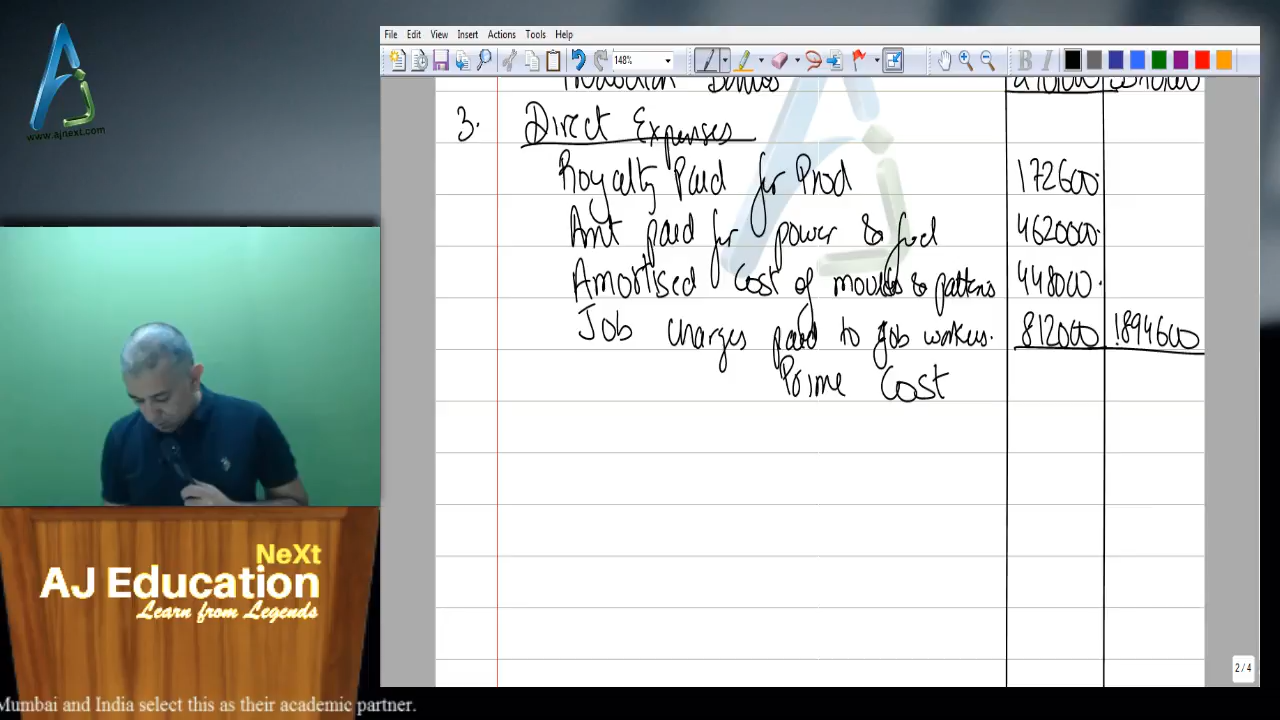 File Edit View Insert Actions Tools Help
148%
www.ajnext.com
3. Direct Expenses
Royalty Paid for Prod 172600
Amt paid for power & fuel 4620000
Amortised Cost of moulds & patterns 448000
Job charges paid to job workers. 812000 1894600
Prime Cost
NeXt
AJ Education
Learn from Legends
2/4
Mumbai and India select this as their academic partner.